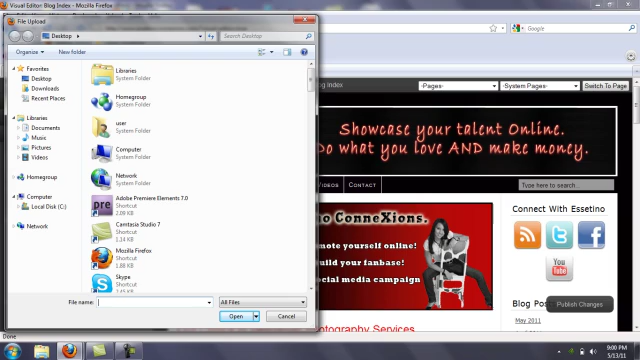 Visual Editor: Blog Index - Mozilla Firefox
File Upload
Desktop
Search Desktop
Google
Organize
New folder
Favorites
Desktop
Downloads
Recent Places
Libraries
Documents
Music
Pictures
Videos
Homegroup
Computer
Local Disk (C:)
Network
Libraries
System Folder
Homegroup
System Folder
user
System Folder
Computer
System Folder
Network
System Folder
Adobe Premiere Elements 7.0
Shortcut
2.09 KB
Camtasia Studio 7
Shortcut
1.24 KB
Mozilla Firefox
Shortcut
1.88 KB
Skype
Shortcut
File name:
All Files
Open
Cancel
og Index
-Pages-
-System Pages-
Switch To Page
Showcase your talent Online.
Do what you love AND make money.
Videos
Contact
Type here to search...
no ConneXions.
mote yourself online!
uild your fanbase!
ocial media campaign
otography Services
Connect With Essetino
You Tube
Blog Pos
Publish Changes
May 2011
Done
9:00 PM
5/13/11